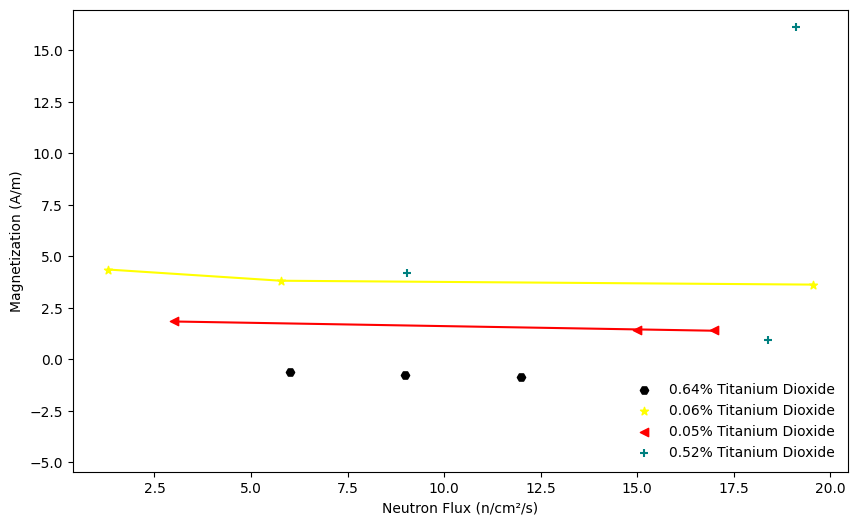 15.0
12.5
10.0
7.5
5.0
2.5
0.0
−2.5
−5.0
Magnetization (A/m)
0.64% Titanium Dioxide
0.06% Titanium Dioxide
0.05% Titanium Dioxide
0.52% Titanium Dioxide
2.5 5.0 7.5 10.0 12.5 15.0 17.5 20.0
Neutron Flux (n/cm²/s)